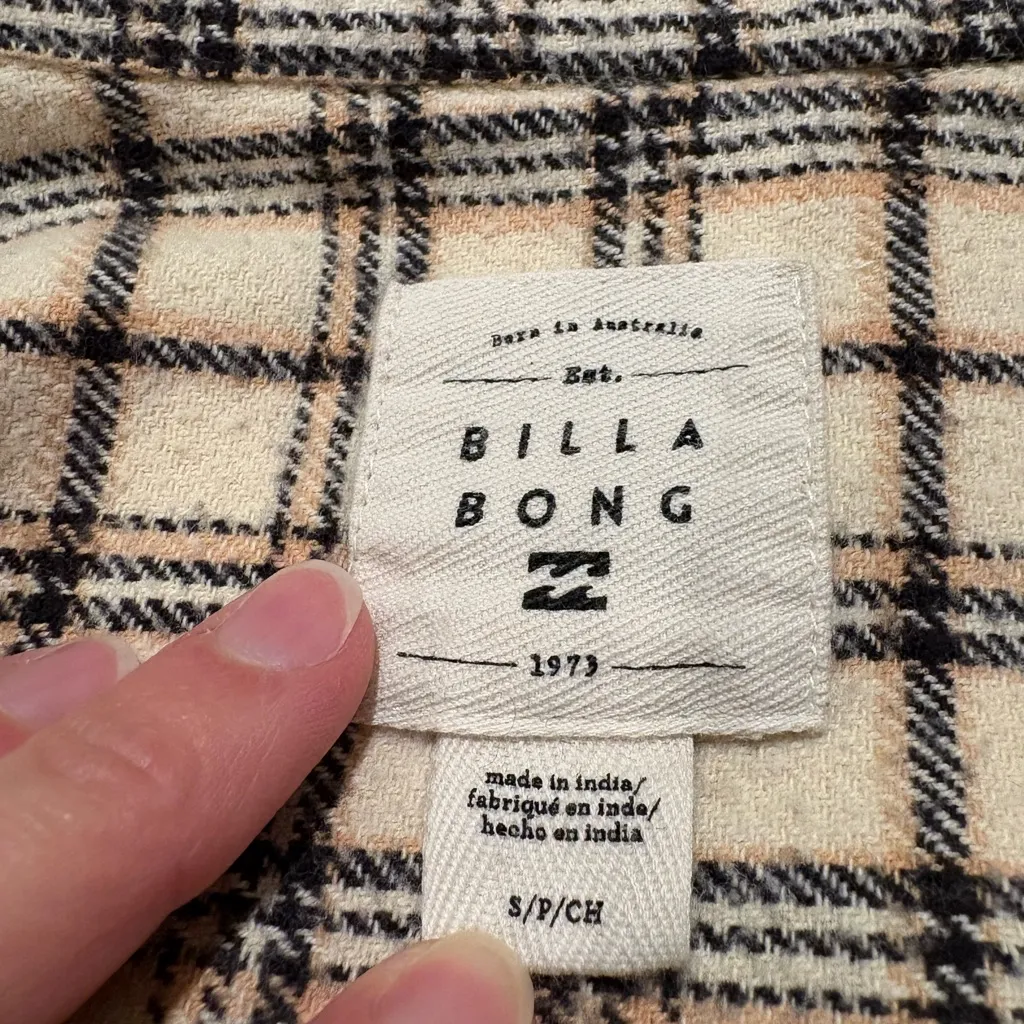 Born in Australia
Est.
BILLA
BONG
1973
made in india/
fabriqué en inde/
hecho en india
S/P/CH